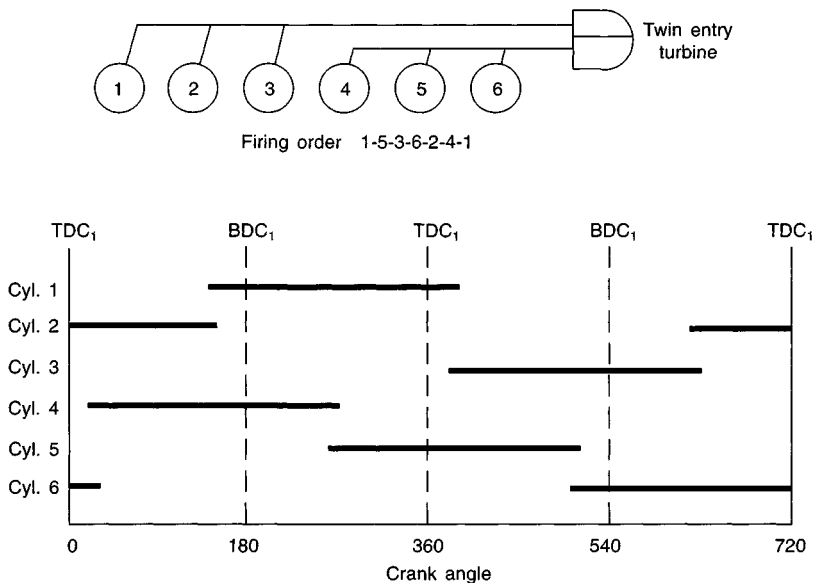 Twin entry
turbine
1 2 3 4 5 6
Firing order 1-5-3-6-2-4-1
TDC₁ BDC₁ TDC₁ BDC₁ TDC₁
Cyl. 1
Cyl. 2
Cyl. 3
Cyl. 4
Cyl. 5
Cyl. 6
0 180 360 540 720
Crank angle